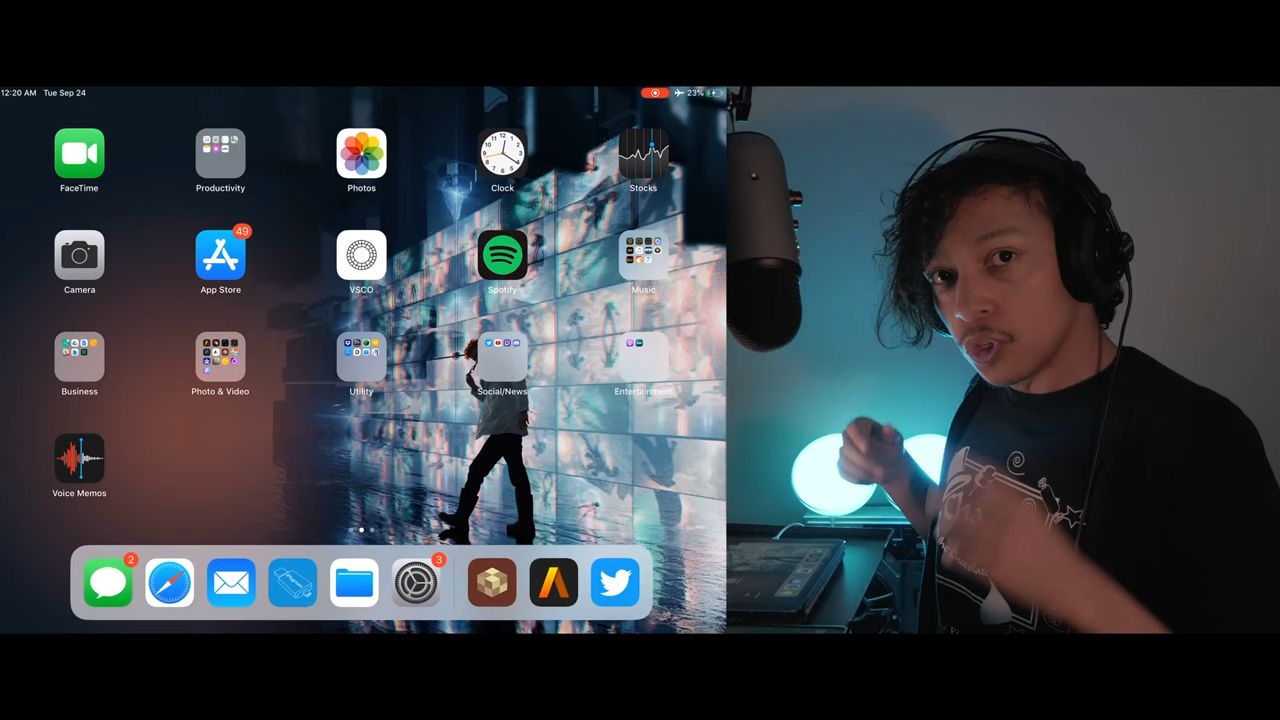 12:20 AM Tue Sep 24
23%
FaceTime
Productivity
Photos
Clock
Stocks
49
Camera
App Store
VSCO
Spotify
Music
Business
Photo & Video
Utility
Social/News
Entertainment
Voice Memos
2
3